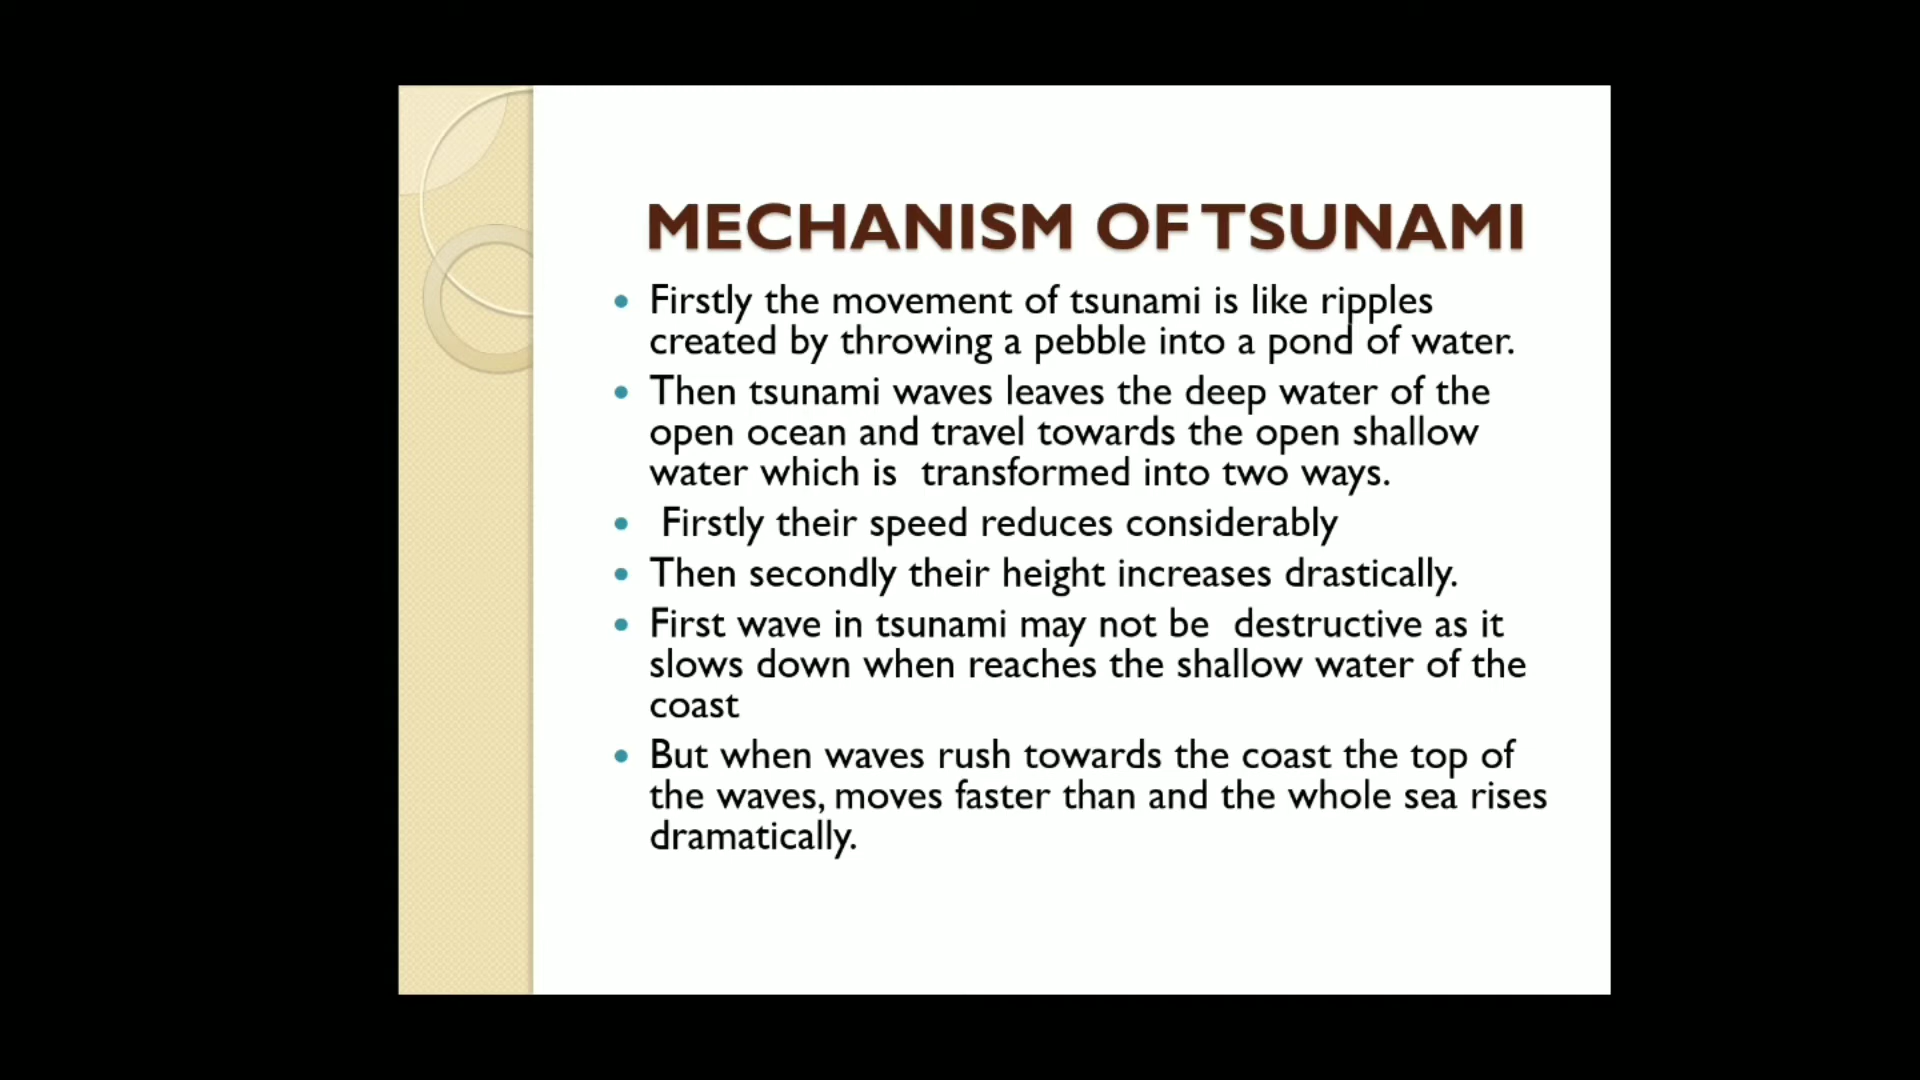 MECHANISM OF TSUNAMI
• Firstly the movement of tsunami is like ripples
created by throwing a pebble into a pond of water.
• Then tsunami waves leaves the deep water of the
open ocean and travel towards the open shallow
water which is  transformed into two ways.
•  Firstly their speed reduces considerably
• Then secondly their height increases drastically.
• First wave in tsunami may not be  destructive as it
slows down when reaches the shallow water of the
coast
• But when waves rush towards the coast the top of
the waves, moves faster than and the whole sea rises
dramatically.